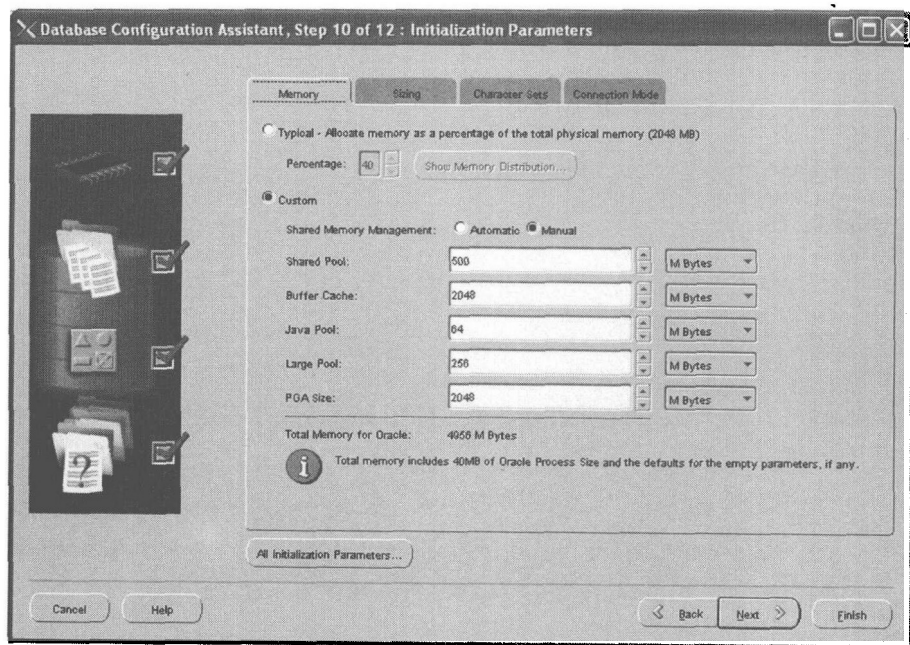 Database Configuration Assistant, Step 10 of 12 : Initialization Parameters
Memory Sizing Character Sets Connection Mode
Typical - Allocate memory as a percentage of the total physical memory (2048 MB)
Percentage: 40 Show Memory Distribution...
Custom
Shared Memory Management: Automatic Manual
Shared Pool: 500 M Bytes
Buffer Cache: 2048 M Bytes
Java Pool: 64 M Bytes
Large Pool: 256 M Bytes
PGA Size: 2048 M Bytes
Total Memory for Oracle: 4956 M Bytes
Total memory includes 40MB of Oracle Process Size and the defaults for the empty parameters, if any.
All Initialization Parameters...
Cancel Help Back Next Finish